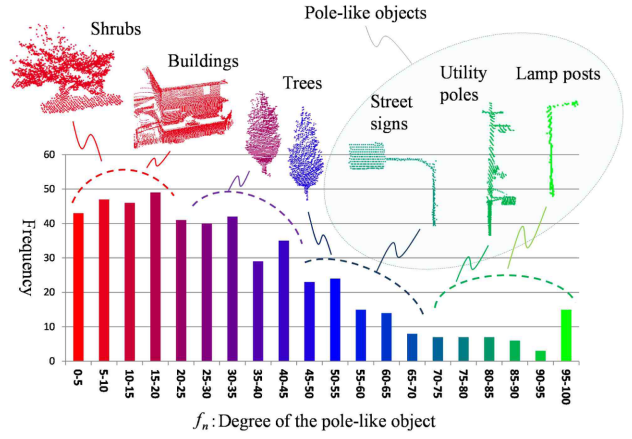 Pole-like objects
Shrubs
Buildings
Trees
Street
signs
Utility
poles
Lamp posts
Frequency
60
50
40
30
20
10
0
0-5
5-10
10-15
15-20
20-25
25-30
30-35
35-40
40-45
45-50
50-55
55-60
60-65
65-70
70-75
75-80
80-85
85-90
90-95
95-100
fn : Degree of the pole-like object